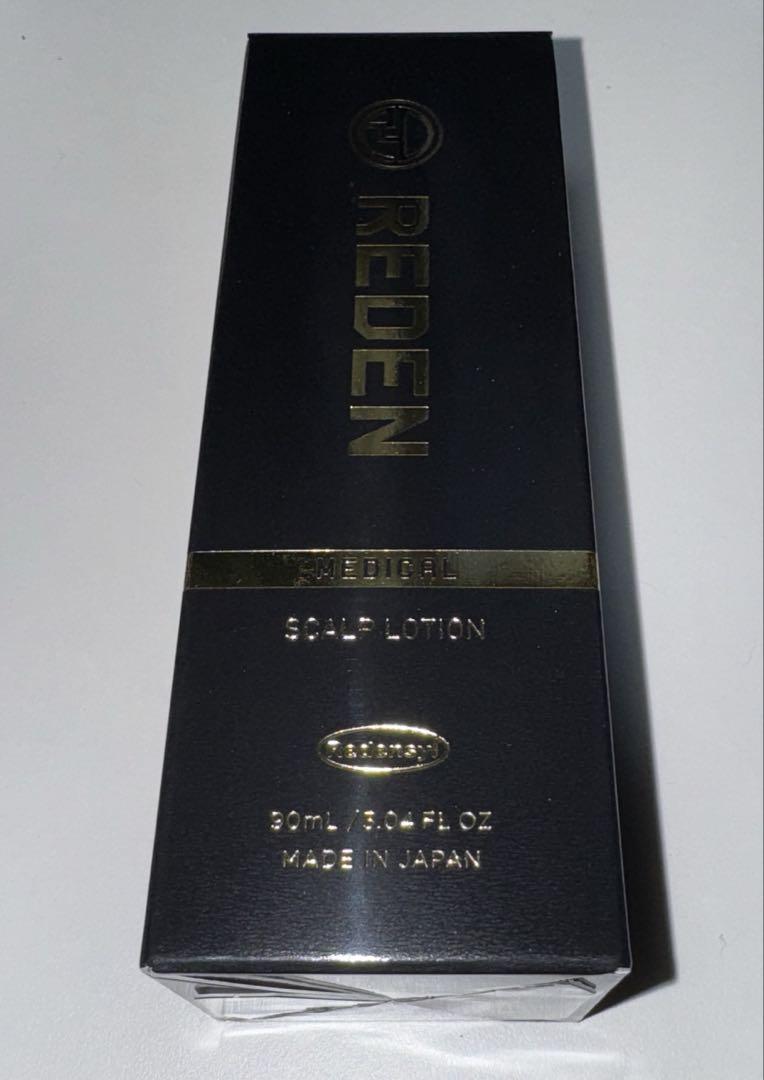 REDEN
MEDICAL
SCALP LOTION
Redensyl
90mL / 3.04 FL OZ
MADE IN JAPAN